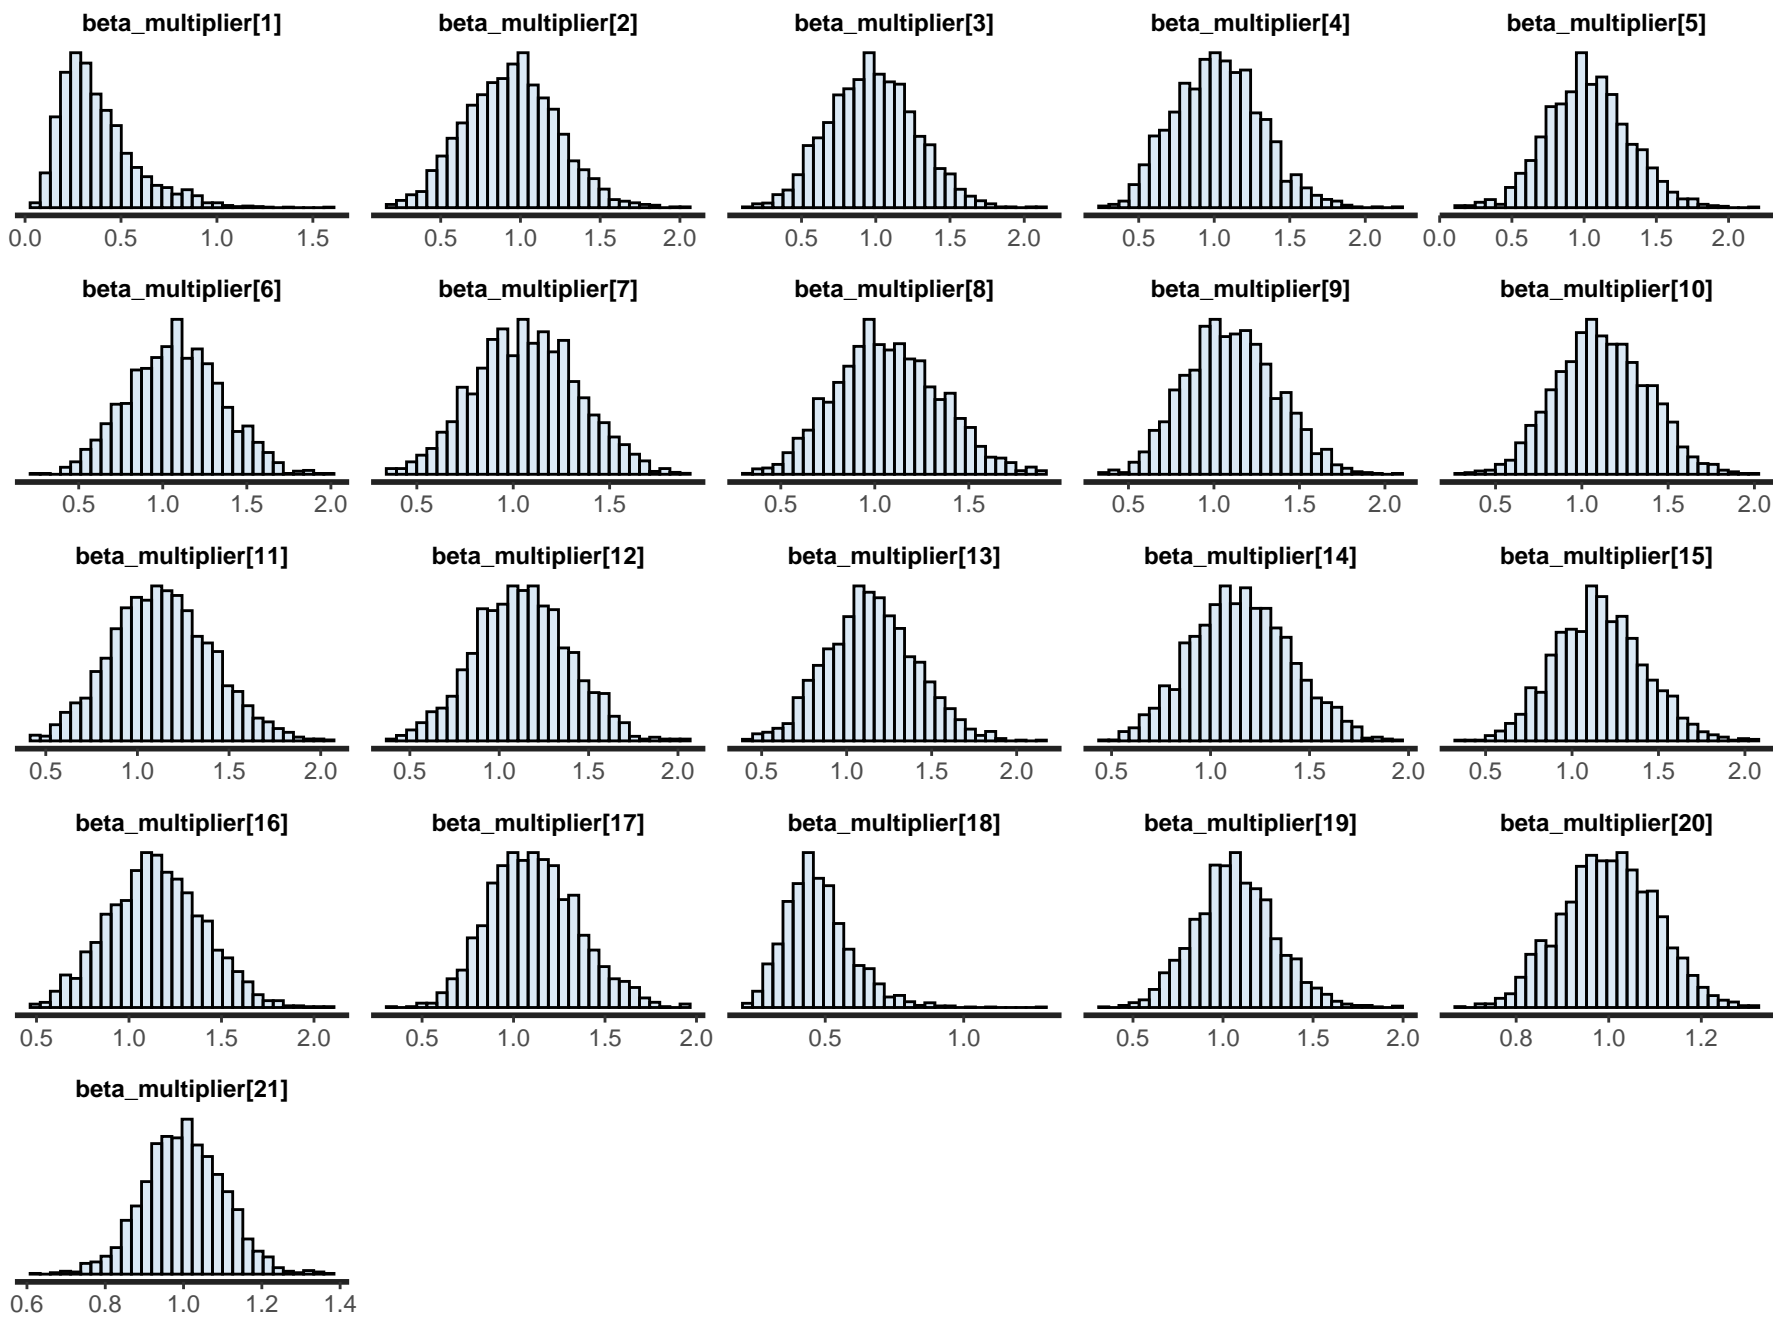 beta_multiplier[1] beta_multiplier[2] beta_multiplier[3] beta_multiplier[4] beta_multiplier[5]
0.0 0.5 1.0 1.5 0.5 1.0 1.5 2.0 0.5 1.0 1.5 2.0 0.5 1.0 1.5 2.0 0.0 0.5 1.0 1.5 2.0
beta_multiplier[6] beta_multiplier[7] beta_multiplier[8] beta_multiplier[9] beta_multiplier[10]
0.5 1.0 1.5 2.0 0.5 1.0 1.5 0.5 1.0 1.5 0.5 1.0 1.5 2.0 0.5 1.0 1.5 2.0
beta_multiplier[11] beta_multiplier[12] beta_multiplier[13] beta_multiplier[14] beta_multiplier[15]
0.5 1.0 1.5 2.0 0.5 1.0 1.5 2.0 0.5 1.0 1.5 2.0 0.5 1.0 1.5 2.0 0.5 1.0 1.5 2.0
beta_multiplier[16] beta_multiplier[17] beta_multiplier[18] beta_multiplier[19] beta_multiplier[20]
0.5 1.0 1.5 2.0 0.5 1.0 1.5 2.0 0.5 1.0 0.5 1.0 1.5 2.0 0.8 1.0 1.2
beta_multiplier[21]
0.6 0.8 1.0 1.2 1.4